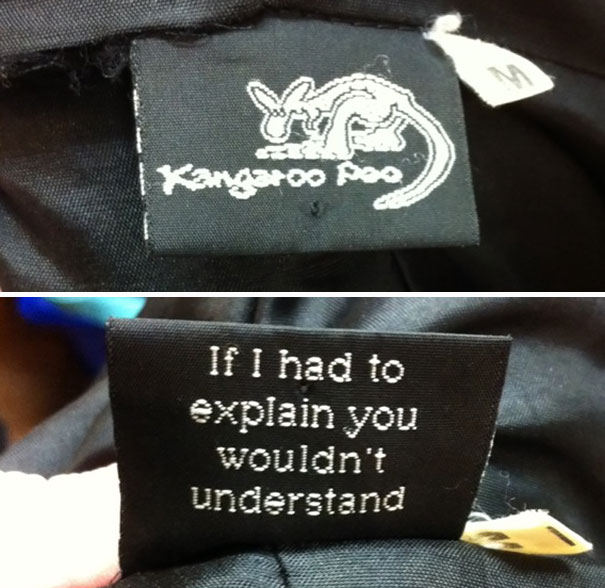 M
Kangaroo Poo
If I had to
explain you
wouldn't
understand